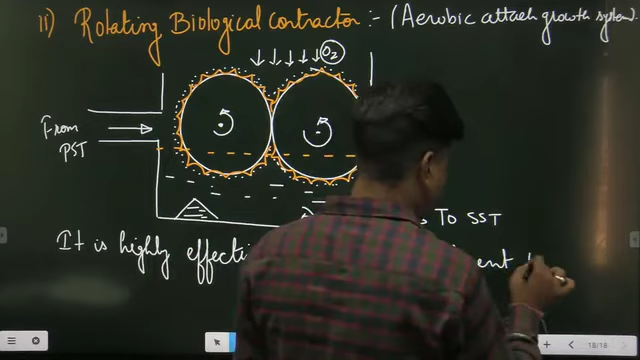 11) Rotating Biological contractor :- (Aerobic attach growth system)
O2
From
PST
To SST
It is highly effecti
ent
18/18